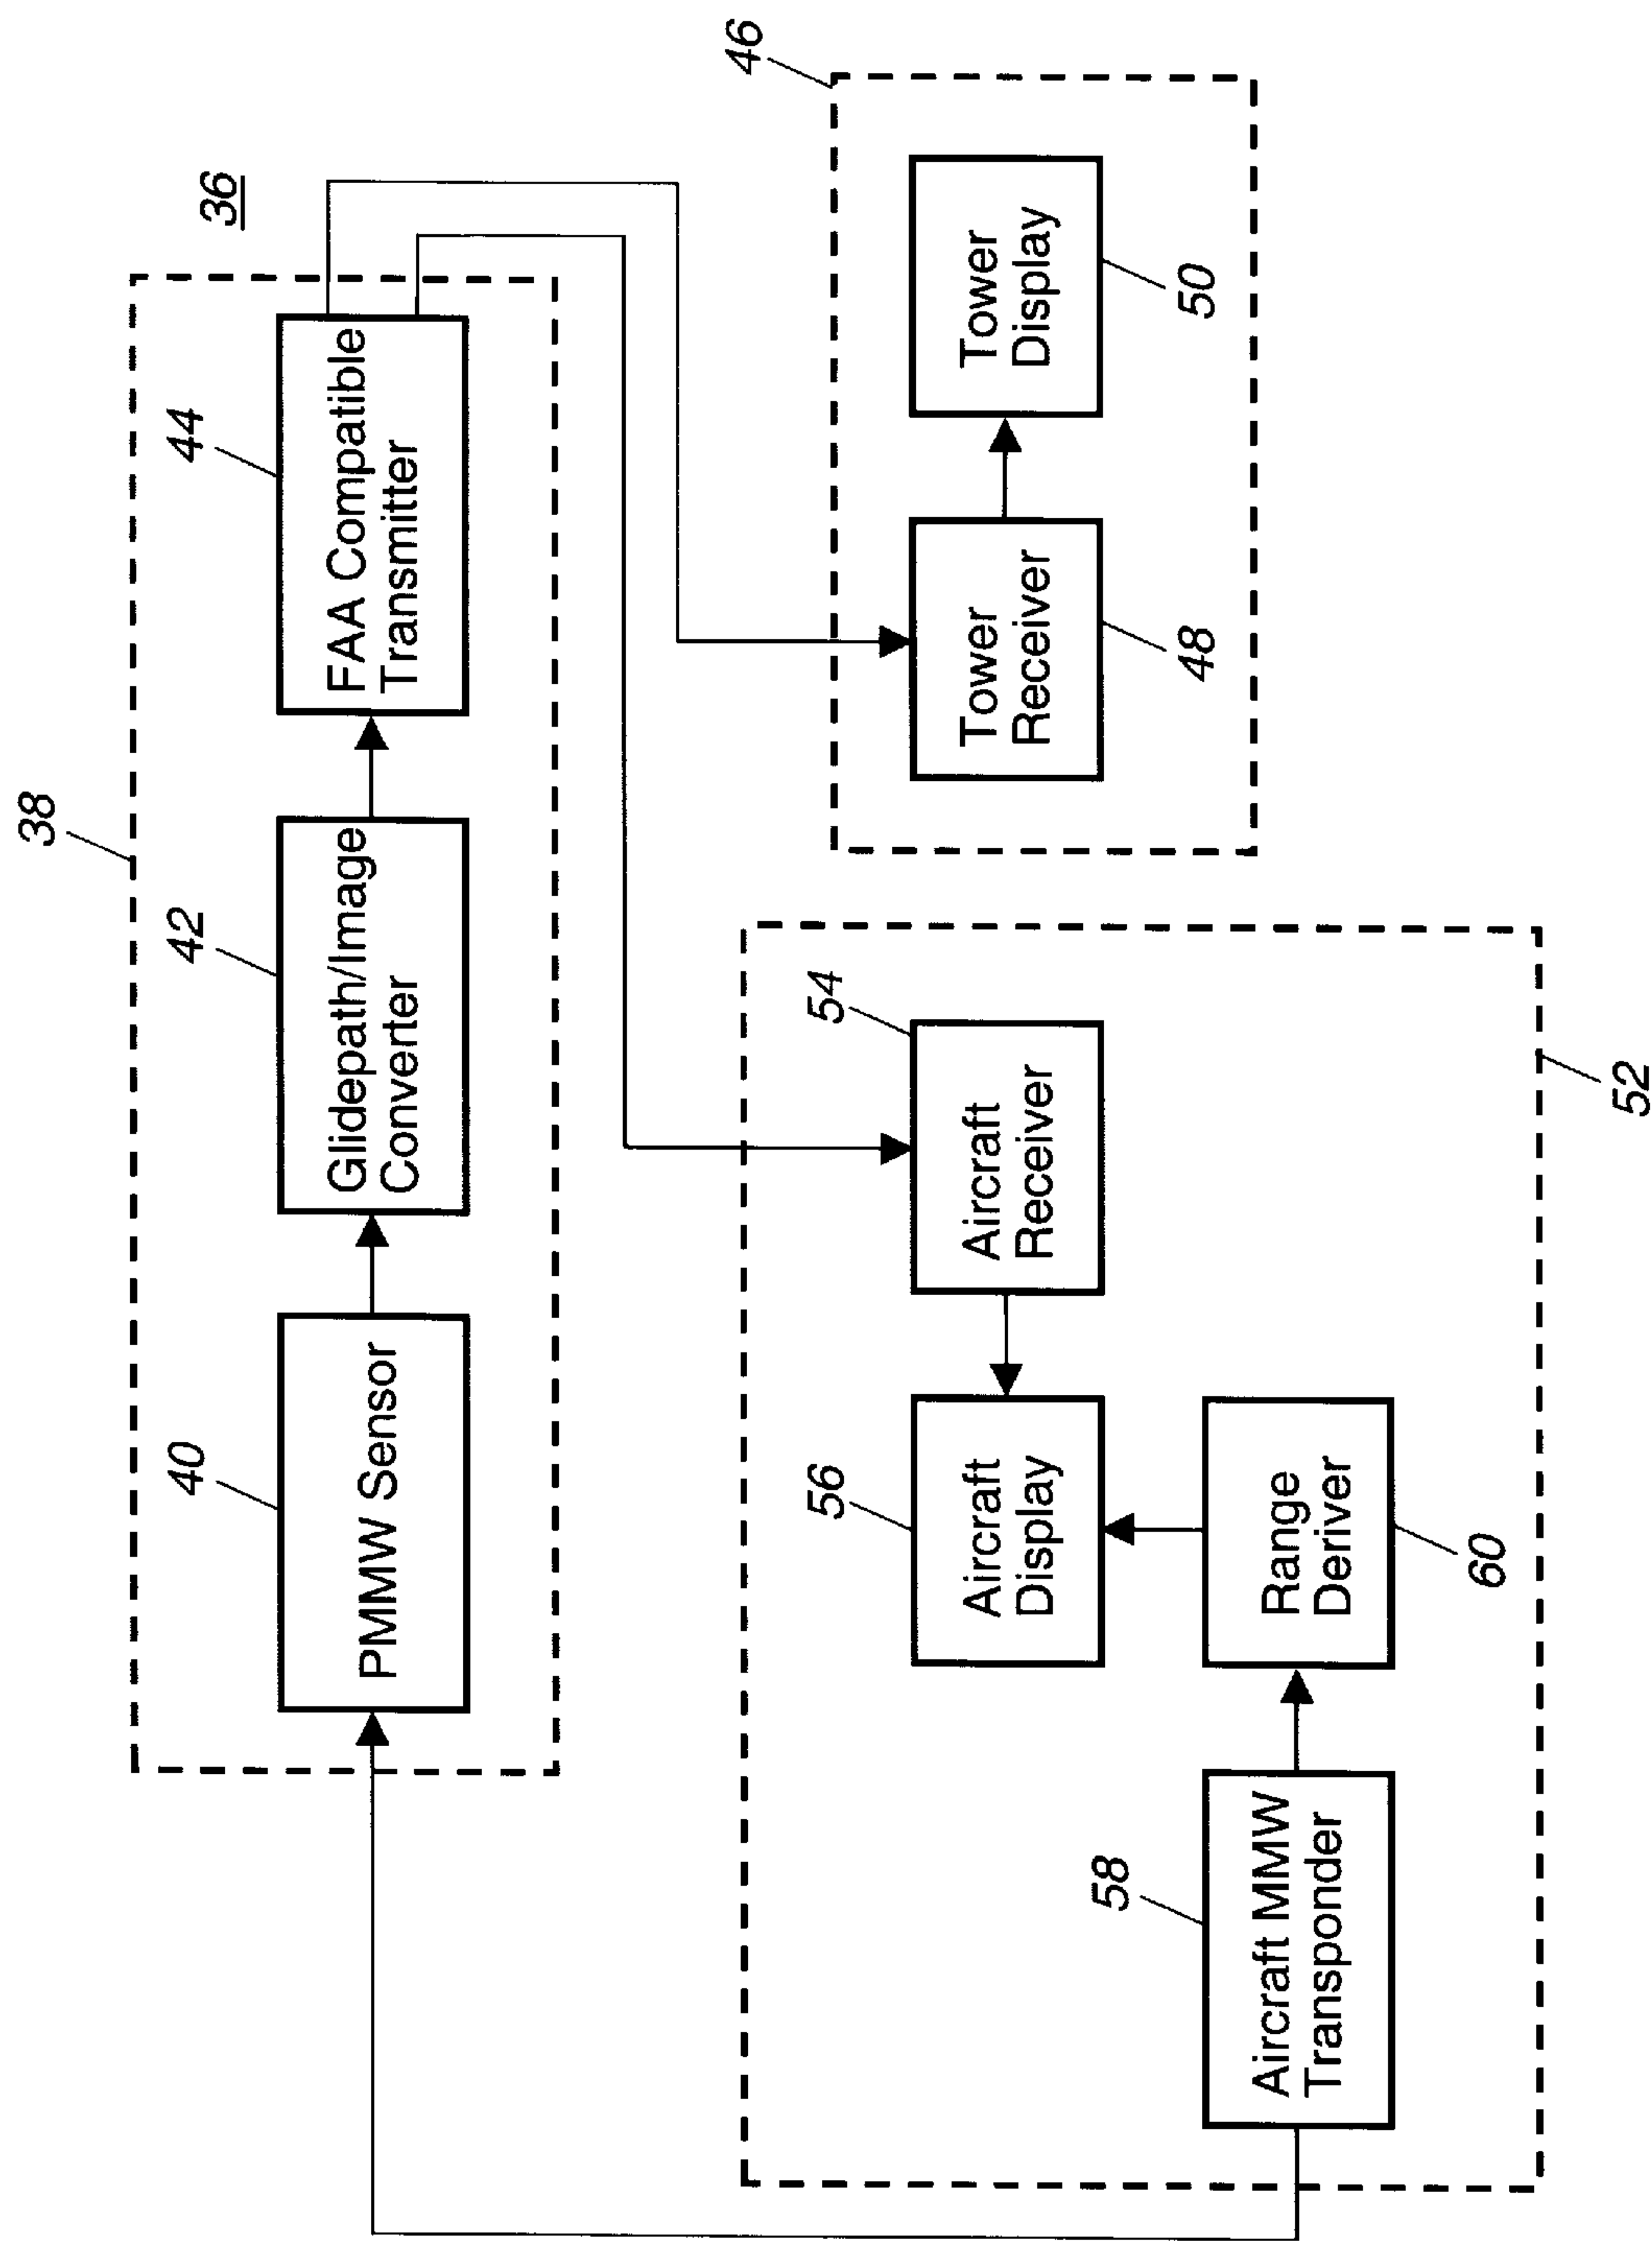 36
38
40
PMMW Sensor
42
Glidepath/Image
Converter
44
FAA Compatible
Transmitter
46
Tower
Receiver
48
Tower
Display
50
52
54
Aircraft
Receiver
56
Aircraft
Display
58
Aircraft MMW
Transponder
Range
Deriver
60